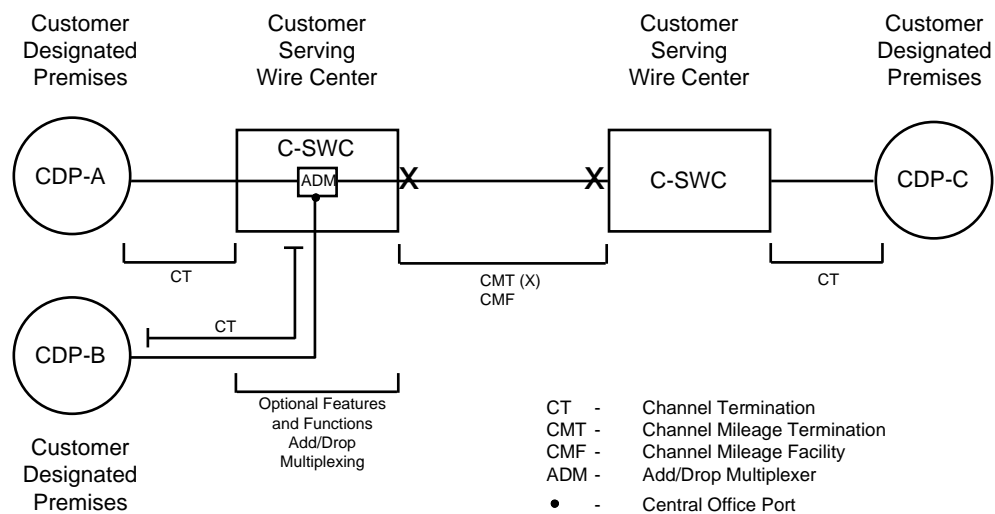 Customer
Designated
Premises
Customer
Serving
Wire Center
Customer
Serving
Wire Center
Customer
Designated
Premises
CDP-A
C-SWC
ADM
X
X
C-SWC
CDP-C
CT
CMT (X)
CMF
CT
CT
CDP-B
Optional Features
and Functions
Add/Drop
Multiplexing
Customer
Designated
Premises
CT - Channel Termination
CMT - Channel Mileage Termination
CMF - Channel Mileage Facility
ADM - Add/Drop Multiplexer
• - Central Office Port